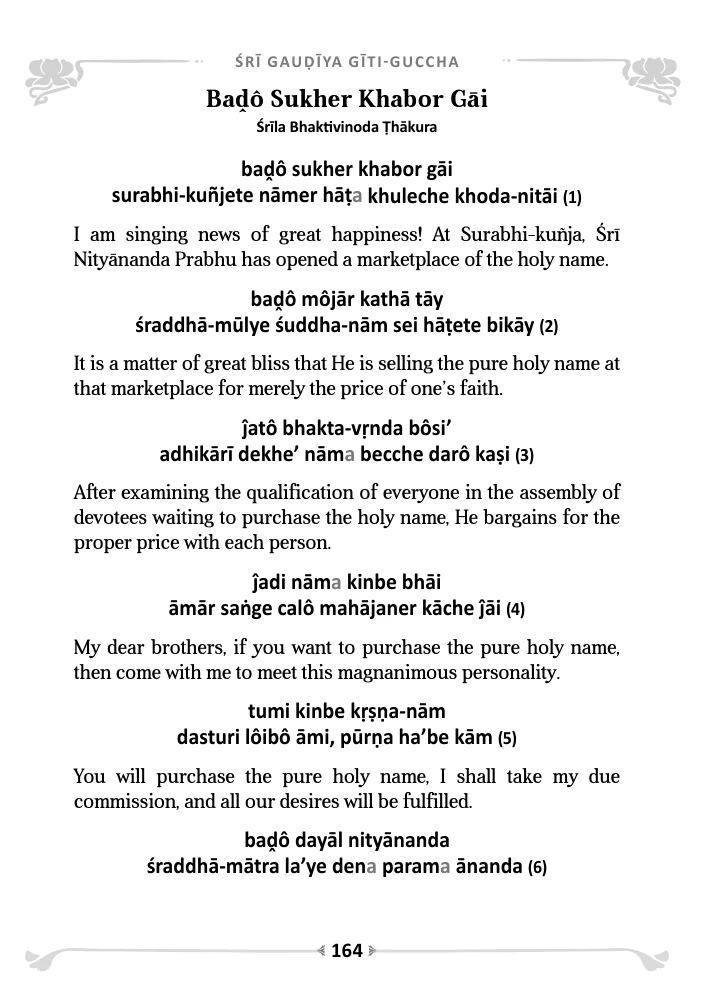 ŚRĪ GAUḌĪYA GĪTI-GUCCHA
Baḓô Sukher Khabor Gāi
Śrīla Bhaktivinoda Ṭhākura
baḓô sukher khabor gāi
surabhi-kuñjete nāmer hāṭa khuleche khoda-nitāi (1)
I am singing news of great happiness! At Surabhi-kuñja, Śrī
Nityānanda Prabhu has opened a marketplace of the holy name.
baḓô môjār kathā tāy
śraddhā-mūlye śuddha-nām sei hāṭete bikāy (2)
It is a matter of great bliss that He is selling the pure holy name at
that marketplace for merely the price of one’s faith.
ĵatô bhakta-vṛnda bôsi’
adhikārī dekhe’ nāma becche darô kaṣi (3)
After examining the qualification of everyone in the assembly of
devotees waiting to purchase the holy name, He bargains for the
proper price with each person.
ĵadi nāma kinbe bhāi
āmār saṅge calô mahājaner kāche ĵāi (4)
My dear brothers, if you want to purchase the pure holy name,
then come with me to meet this magnanimous personality.
tumi kinbe kṛṣṇa-nām
dasturi lôibô āmi, pūrṇa ha’be kām (5)
You will purchase the pure holy name, I shall take my due
commission, and all our desires will be fulfilled.
baḓô dayāl nityānanda
śraddhā-mātra la’ye dena parama ānanda (6)
164